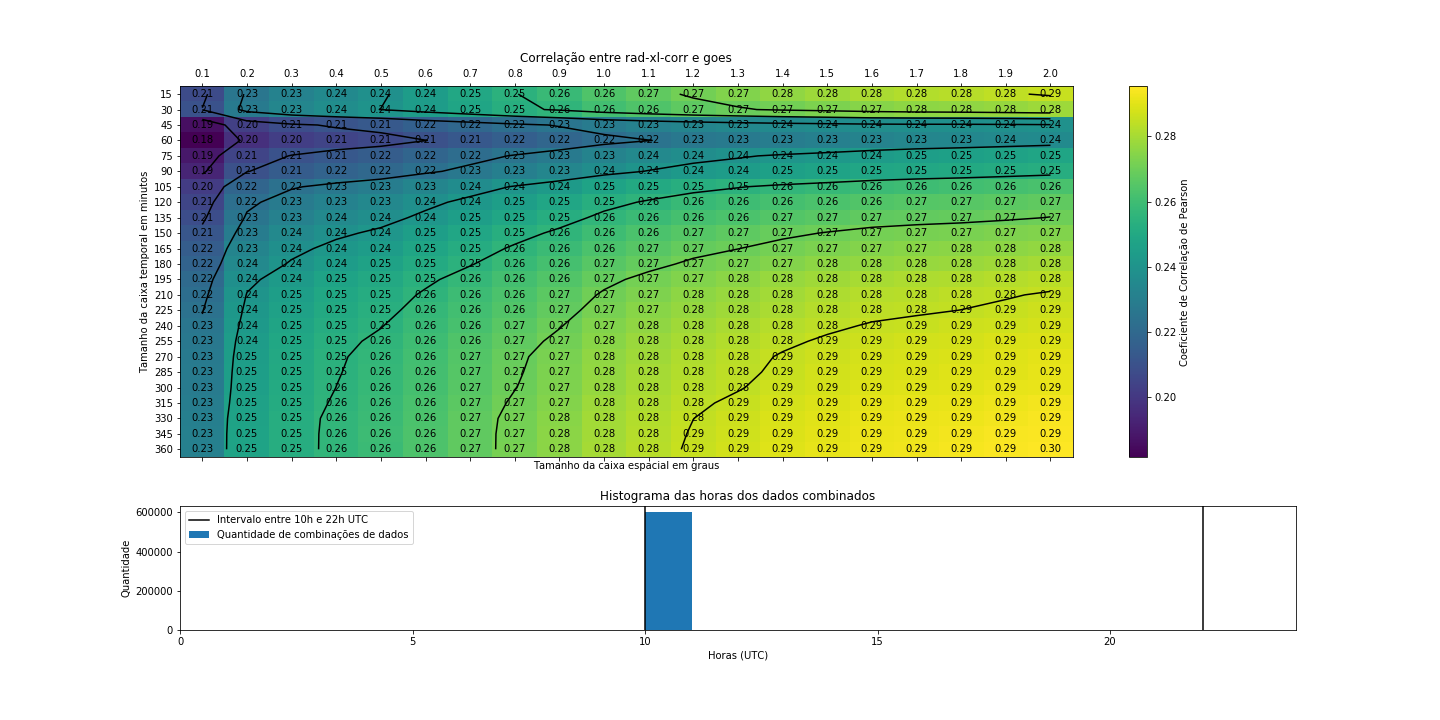 Correlação entre rad-xl-corr e goes
0.1 0.2 0.3 0.4 0.5 0.6 0.7 0.8 0.9 1.0 1.1 1.2 1.3 1.4 1.5 1.6 1.7 1.8 1.9 2.0
15 0.21 0.23 0.23 0.24 0.24 0.24 0.25 0.25 0.26 0.26 0.27 0.27 0.27 0.28 0.28 0.28 0.28 0.28 0.28 0.29
30 0.21 0.23 0.23 0.24 0.24 0.24 0.25 0.25 0.26 0.26 0.26 0.27 0.27 0.27 0.27 0.27 0.28 0.28 0.28 0.28
45 0.19 0.20 0.21 0.21 0.21 0.22 0.22 0.22 0.23 0.23 0.23 0.23 0.23 0.24 0.24 0.24 0.24 0.24 0.24 0.24
60 0.18 0.20 0.20 0.21 0.21 0.21 0.21 0.22 0.22 0.22 0.22 0.23 0.23 0.23 0.23 0.23 0.23 0.23 0.24 0.24
75 0.19 0.21 0.21 0.21 0.21 0.22 0.22 0.23 0.23 0.23 0.24 0.24 0.24 0.24 0.24 0.24 0.25 0.25 0.25 0.25
90 0.19 0.21 0.21 0.22 0.22 0.22 0.23 0.23 0.23 0.24 0.24 0.24 0.24 0.25 0.25 0.25 0.25 0.25 0.25 0.25
105 0.20 0.22 0.22 0.23 0.23 0.23 0.24 0.24 0.24 0.25 0.25 0.25 0.25 0.26 0.26 0.26 0.26 0.26 0.26 0.26
120 0.21 0.22 0.23 0.23 0.23 0.24 0.24 0.25 0.25 0.25 0.26 0.26 0.26 0.26 0.26 0.26 0.27 0.27 0.27 0.27
135 0.21 0.23 0.23 0.24 0.24 0.24 0.25 0.25 0.25 0.26 0.26 0.26 0.26 0.27 0.27 0.27 0.27 0.27 0.27 0.27
150 0.21 0.23 0.24 0.24 0.24 0.25 0.25 0.25 0.26 0.26 0.26 0.27 0.27 0.27 0.27 0.27 0.27 0.27 0.27 0.27
165 0.22 0.23 0.24 0.24 0.24 0.25 0.25 0.26 0.26 0.26 0.27 0.27 0.27 0.27 0.27 0.27 0.27 0.28 0.28 0.28
180 0.22 0.24 0.24 0.24 0.25 0.25 0.25 0.26 0.26 0.26 0.27 0.27 0.27 0.27 0.28 0.28 0.28 0.28 0.28 0.28
195 0.22 0.24 0.24 0.25 0.25 0.25 0.26 0.26 0.26 0.27 0.27 0.27 0.28 0.28 0.28 0.28 0.28 0.28 0.28 0.28
210 0.22 0.24 0.25 0.25 0.25 0.26 0.26 0.26 0.27 0.27 0.27 0.28 0.28 0.28 0.28 0.28 0.28 0.28 0.28 0.29
225 0.22 0.24 0.25 0.25 0.25 0.26 0.26 0.26 0.27 0.27 0.28 0.28 0.28 0.28 0.28 0.28 0.28 0.29 0.29 0.29
240 0.23 0.24 0.25 0.25 0.25 0.26 0.26 0.27 0.27 0.27 0.28 0.28 0.28 0.28 0.28 0.29 0.29 0.29 0.29 0.29
255 0.23 0.24 0.25 0.25 0.26 0.26 0.26 0.27 0.27 0.28 0.28 0.28 0.28 0.28 0.29 0.29 0.29 0.29 0.29 0.29
270 0.23 0.25 0.25 0.25 0.26 0.26 0.27 0.27 0.27 0.28 0.28 0.28 0.28 0.29 0.29 0.29 0.29 0.29 0.29 0.29
285 0.23 0.25 0.25 0.25 0.26 0.26 0.27 0.27 0.27 0.28 0.28 0.28 0.28 0.29 0.29 0.29 0.29 0.29 0.29 0.29
300 0.23 0.25 0.25 0.26 0.26 0.26 0.27 0.27 0.27 0.28 0.28 0.28 0.28 0.29 0.29 0.29 0.29 0.29 0.29 0.29
315 0.23 0.25 0.25 0.26 0.26 0.26 0.27 0.27 0.28 0.28 0.28 0.28 0.29 0.29 0.29 0.29 0.29 0.29 0.29 0.29
330 0.23 0.25 0.25 0.26 0.26 0.26 0.27 0.27 0.28 0.28 0.28 0.28 0.29 0.29 0.29 0.29 0.29 0.29 0.29 0.29
345 0.23 0.25 0.25 0.26 0.26 0.26 0.27 0.27 0.28 0.28 0.28 0.29 0.29 0.29 0.29 0.29 0.29 0.29 0.29 0.29
360 0.23 0.25 0.25 0.26 0.26 0.26 0.27 0.27 0.28 0.28 0.28 0.29 0.29 0.29 0.29 0.29 0.29 0.29 0.29 0.30
Tamanho da caixa temporal em minutos
Tamanho da caixa espacial em graus
0.28
0.26
0.24
0.22
0.20
Coeficiente de Correlação de Pearson
Histograma das horas dos dados combinados
Intervalo entre 10h e 22h UTC
Quantidade de combinações de dados
600000
400000
200000
0
Quantidade
0 5 10 15 20
Horas (UTC)